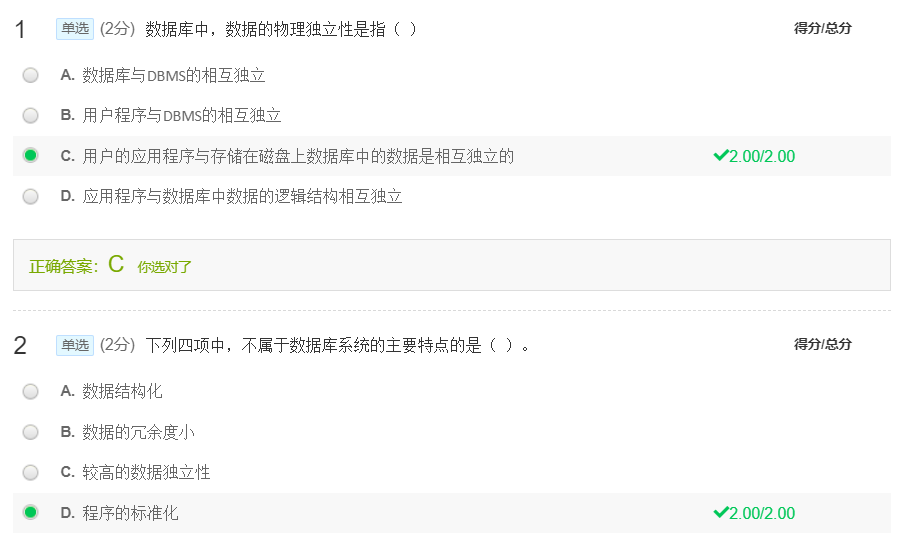 1 单选 (2分) 数据库中，数据的物理独立性是指（ ） 得分/总分
A. 数据库与DBMS的相互独立
B. 用户程序与DBMS的相互独立
C. 用户的应用程序与存储在磁盘上数据库中的数据是相互独立的 2.00/2.00
D. 应用程序与数据库中数据的逻辑结构相互独立
正确答案：C 你选对了
2 单选 (2分) 下列四项中，不属于数据库系统的主要特点的是（ ）。 得分/总分
A. 数据结构化
B. 数据的冗余度小
C. 较高的数据独立性
D. 程序的标准化 2.00/2.00